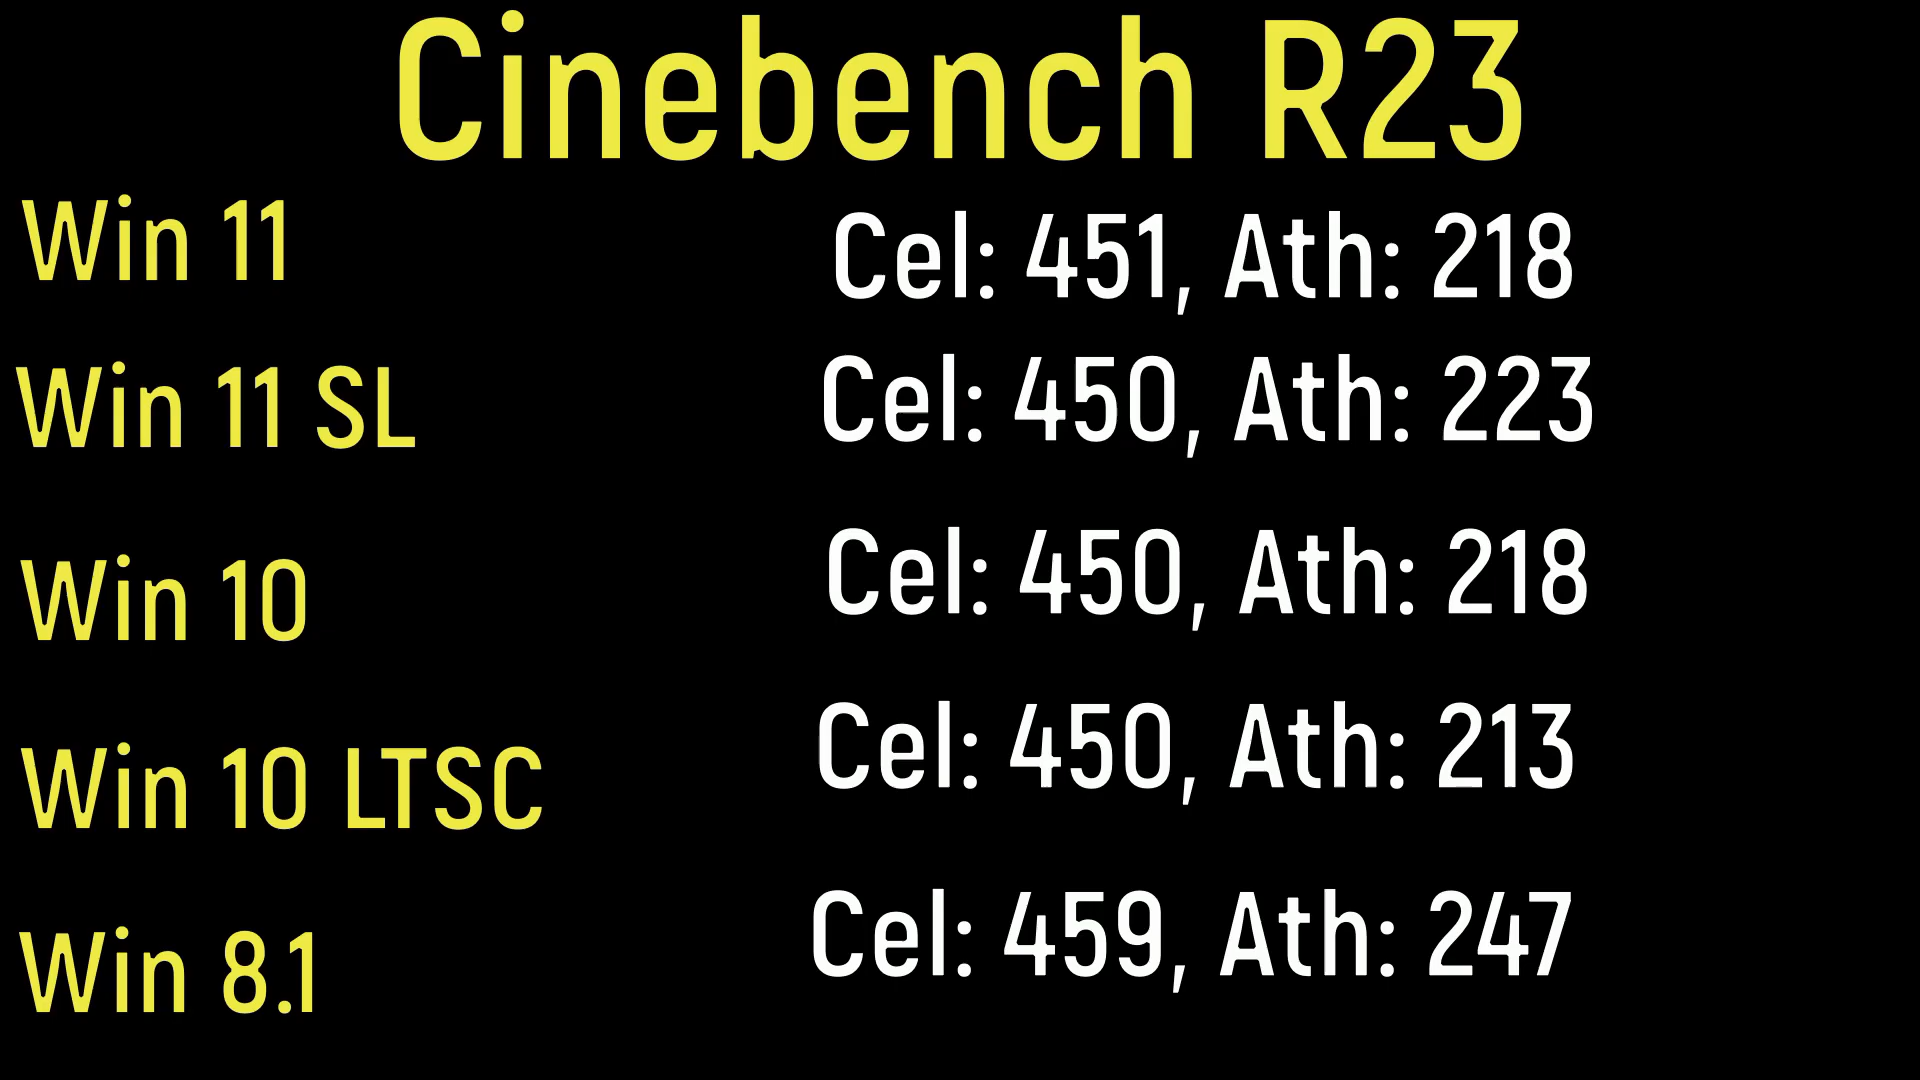 Cinebench R23
Win 11
Cel: 451, Ath: 218
Win 11 SL
Cel: 450, Ath: 223
Win 10
Cel: 450, Ath: 218
Win 10 LTSC
Cel: 450, Ath: 213
Win 8.1
Cel: 459, Ath: 247